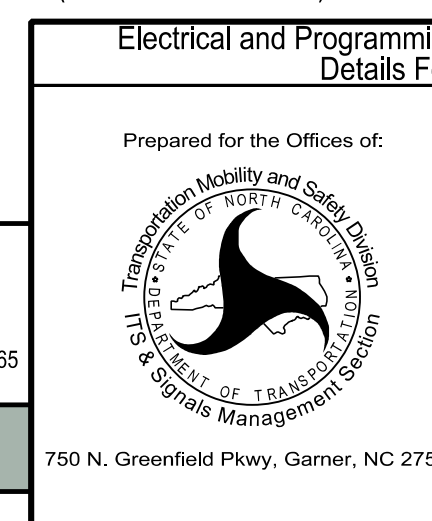 Electrical and Programmi
Details F
Prepared for the Offices of:
Transportation Mobility and Safety Division
STATE OF NORTH CAROLINA
DEPARTMENT OF TRANSPORTATION
ITS & Signals Management Section
65
750 N. Greenfield Pkwy, Garner, NC 275